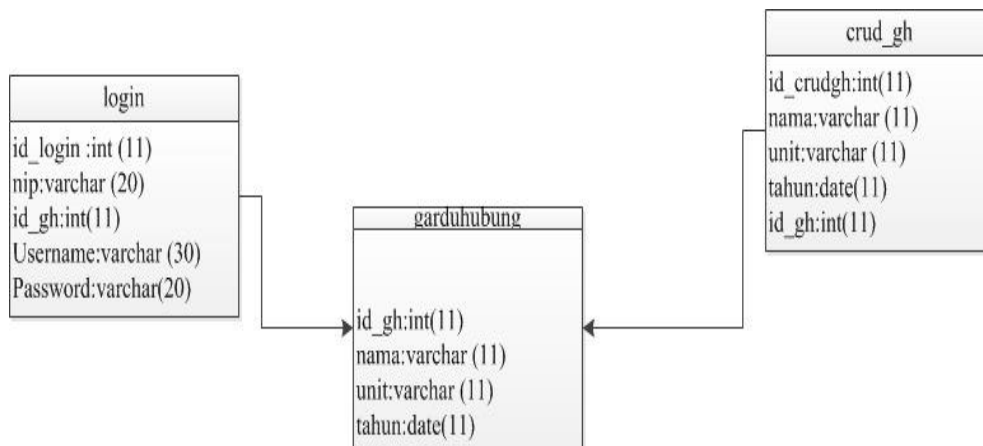 login
id_login :int (11)
nip:varchar (20)
id_gh:int(11)
Username:varchar (30)
Password:varchar(20)
garduhubung
id_gh:int(11)
nama:varchar (11)
unit:varchar (11)
tahun:date(11)
crud_gh
id_crudgh:int(11)
nama:varchar (11)
unit:varchar (11)
tahun:date(11)
id_gh:int(11)